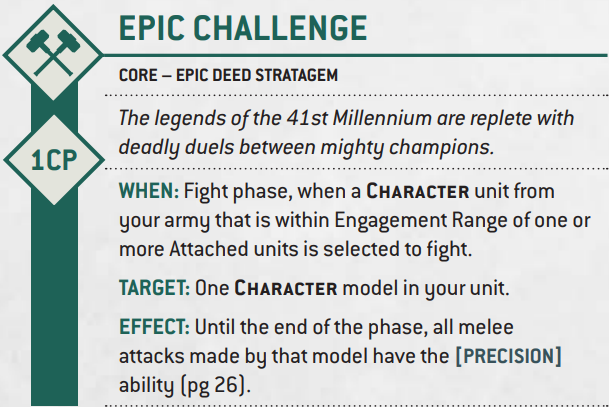 EPIC CHALLENGE
CORE – EPIC DEED STRATAGEM
The legends of the 41st Millennium are replete with
deadly duels between mighty champions.
1CP
WHEN: Fight phase, when a CHARACTER unit from
your army that is within Engagement Range of one or
more Attached units is selected to fight.
TARGET: One CHARACTER model in your unit.
EFFECT: Until the end of the phase, all melee
attacks made by that model have the [PRECISION]
ability (pg 26).